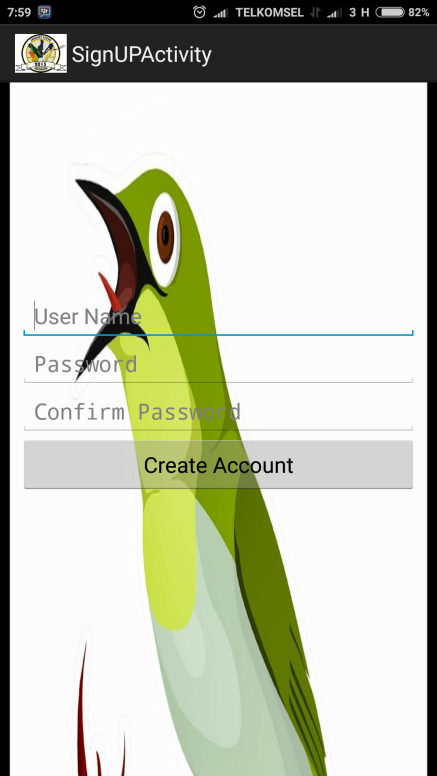 7:59 TELKOMSEL 3 H 82%
SignUPActivity
User Name
Password
Confirm Password
Create Account